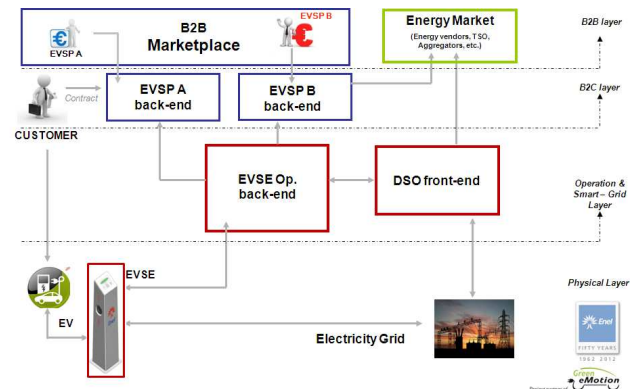 B2B
Marketplace
EVSP A
EVSP B
Energy Market
(Energy vendors, TSO,
Aggregators, etc.)
B2B layer
EVSP A
back-end
EVSP B
back-end
Contract
B2C layer
CUSTOMER
EVSE Op.
back-end
DSO front-end
Operation &
Smart – Grid
Layer
EVSE
EV
Electricity Grid
Physical Layer
Enel
FIFTY YEARS
1962 2012
Green
eMotion